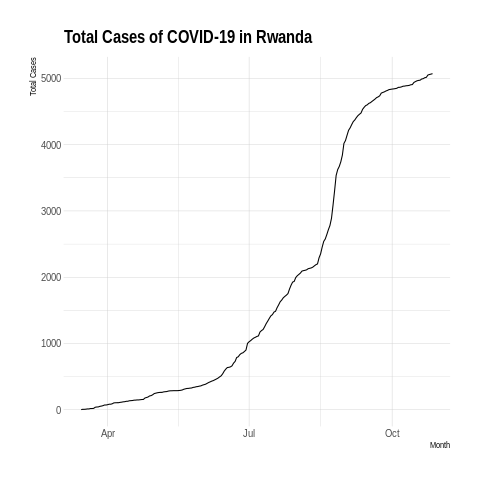 Total Cases of COVID-19 in Rwanda
Total Cases
5000
4000
3000
2000
1000
0
Apr
Jul
Oct
Month